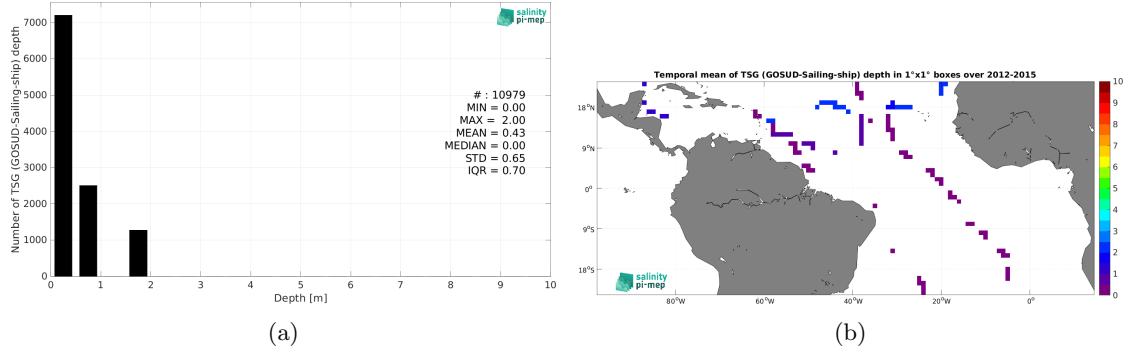 7000
6000
5000
4000
3000
2000
1000
0
Number of TSG (GOSUD-Sailing-ship) depth
salinity
pi-mep
# : 10979
MIN = 0.00
MAX = 2.00
MEAN = 0.43
MEDIAN = 0.00
STD = 0.65
IQR = 0.70
0 1 2 3 4 5 6 7 8 9 10
Depth [m]
(a)
Temporal mean of TSG (GOSUD-Sailing-ship) depth in 1°x1° boxes over 2012-2015
18°N
9°N
0°
9°S
18°S
salinity
pi-mep
80°W 60°W 40°W 20°W 0°
10
9
8
7
6
5
4
3
2
1
0
(b)